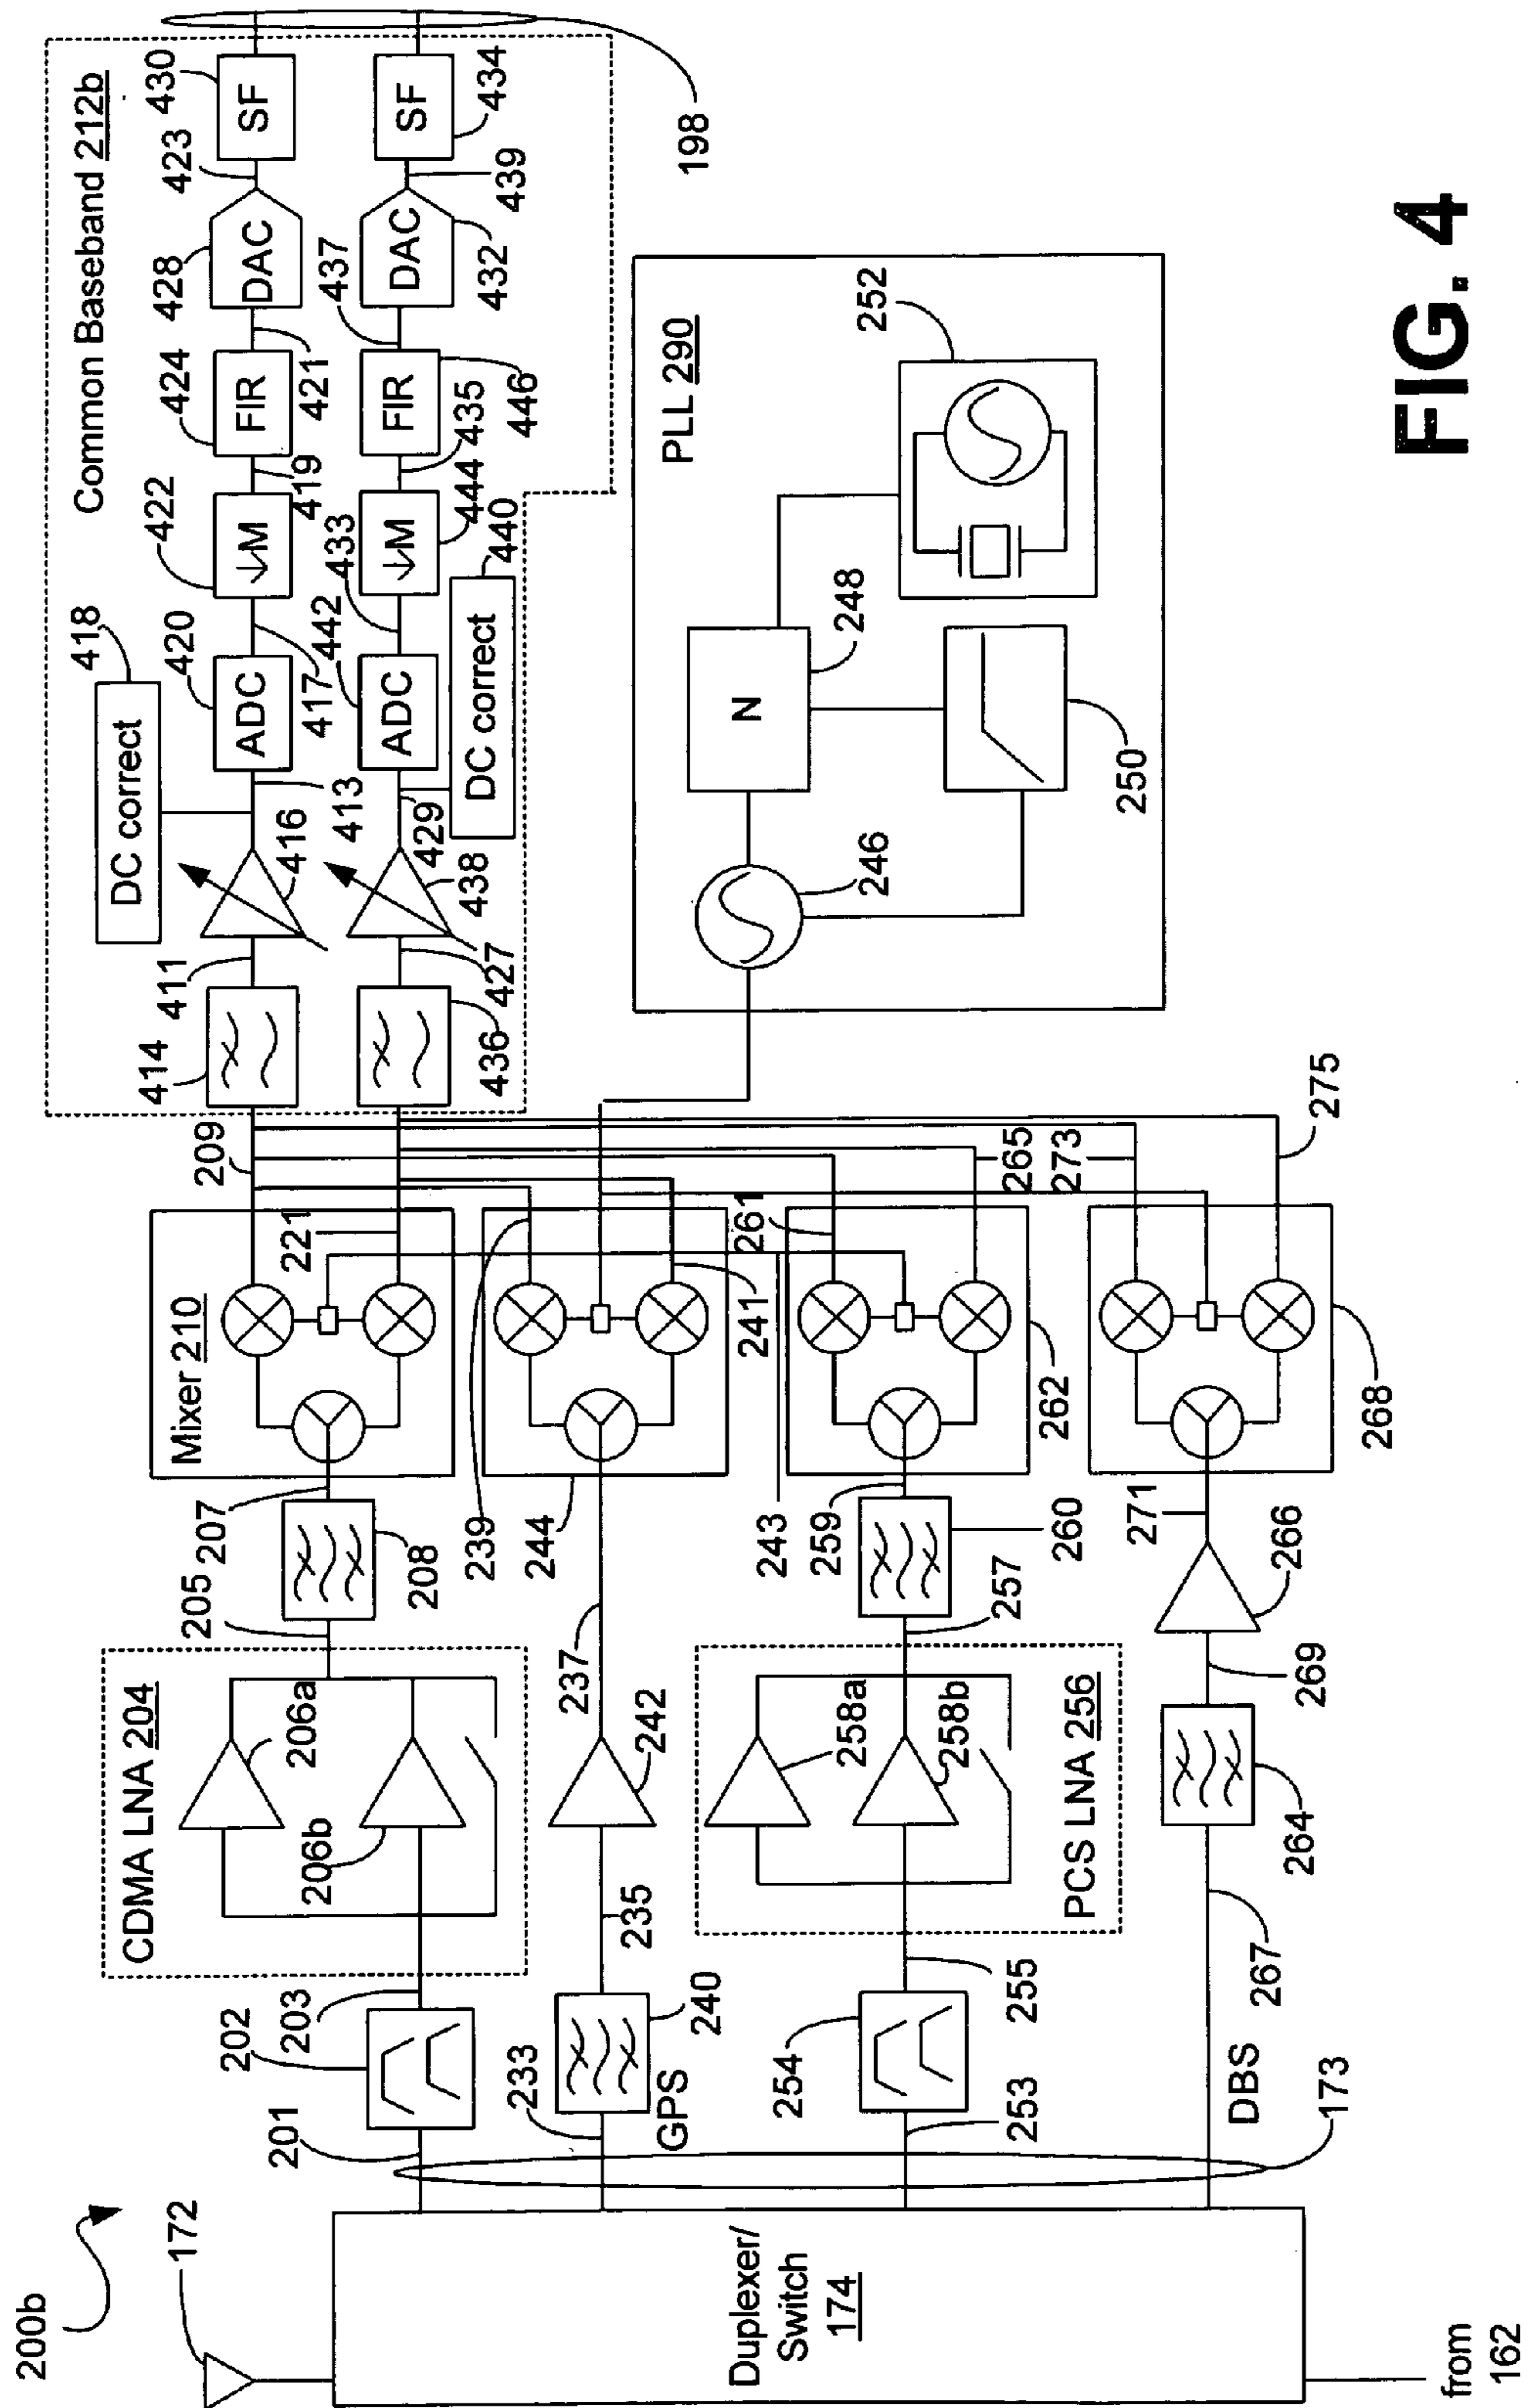 200b
172
Duplexer/
Switch
174
from
162
201
233
GPS
253
DBS
173
202
203
240
254
255
267
CDMA LNA 204
206a
206b
235
242
PCS LNA 256
258a
258b
264
269
205
207
208
237
239
244
243
257
259
260
271
266
Mixer 210
209
221
241
261
262
265
273
275
268
Common Baseband 212b
414
411
416
413
DC correct
418
ADC
420
417
↓M
422
419
FIR
424
421
DAC
428
423
SF
430
436
427
438
429
DC correct
440
ADC
442
433
↓M
444
435
FIR
446
437
DAC
432
439
SF
434
198
PLL 290
246
N
248
250
252
FIG. 4